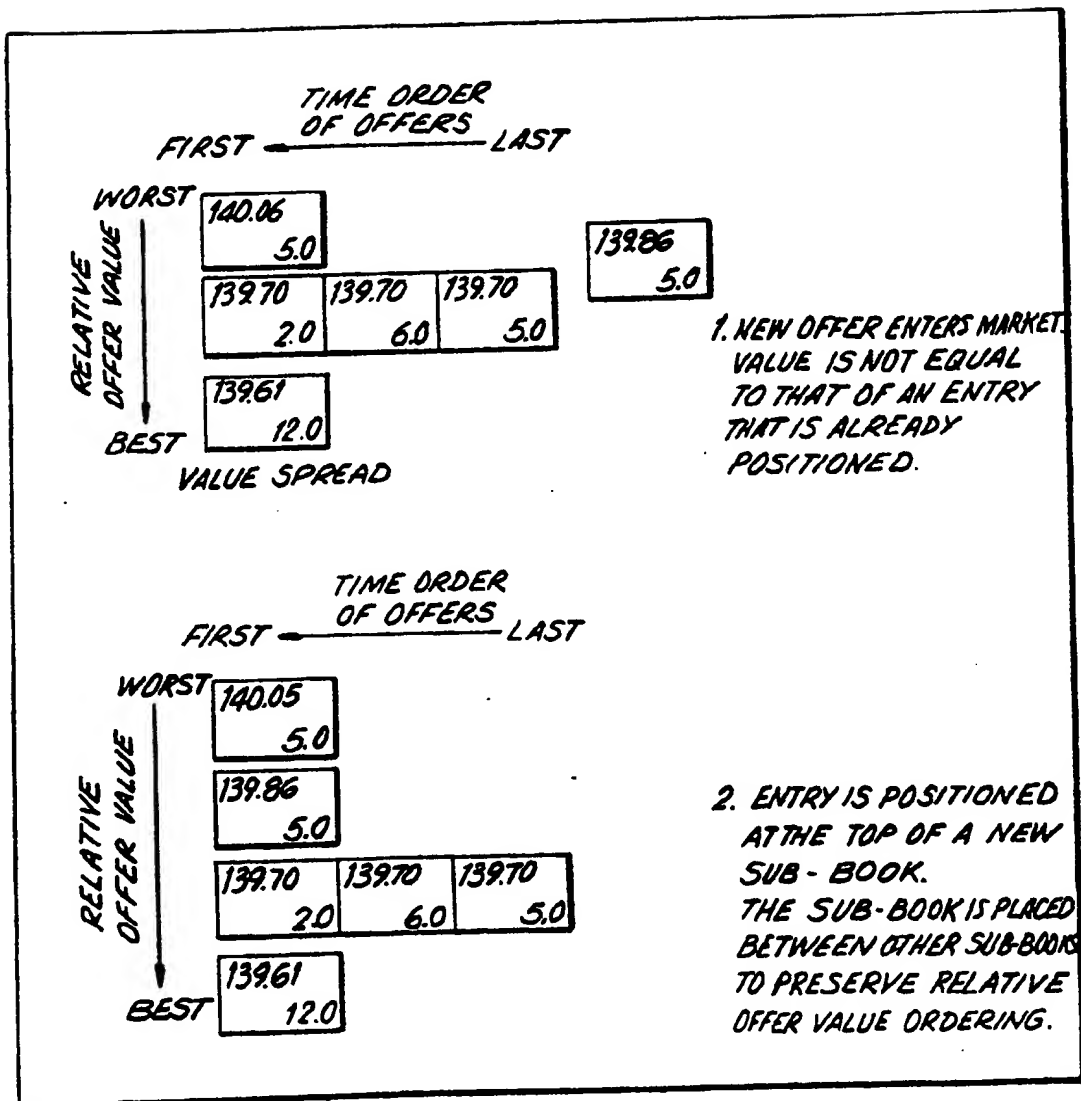 TIME ORDER
OF OFFERS
FIRST LAST
WORST
RELATIVE
OFFER VALUE
BEST
140.06
5.0
139.70 139.70 139.70
2.0 6.0 5.0
139.61
12.0
VALUE SPREAD
139.86
5.0
1. NEW OFFER ENTERS MARKET.
VALUE IS NOT EQUAL
TO THAT OF AN ENTRY
THAT IS ALREADY
POSITIONED.
TIME ORDER
OF OFFERS
FIRST LAST
WORST
RELATIVE
OFFER VALUE
BEST
140.05
5.0
139.86
5.0
139.70 139.70 139.70
2.0 6.0 5.0
139.61
12.0
2. ENTRY IS POSITIONED
AT THE TOP OF A NEW
SUB-BOOK.
THE SUB-BOOK IS PLACED
BETWEEN OTHER SUB-BOOKS
TO PRESERVE RELATIVE
OFFER VALUE ORDERING.